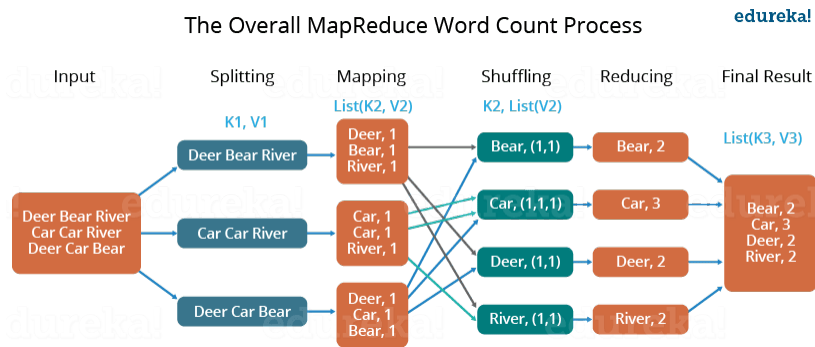 The Overall MapReduce Word Count Process
edureka!
Input
Splitting
Mapping
Shuffling
Reducing
Final Result
K1, V1
List(K2, V2)
K2, List(V2)
List(K3, V3)
Deer Bear River
Car Car River
Deer Car Bear
Deer Bear River
Car Car River
Deer Car Bear
Deer, 1
Bear, 1
River, 1
Car, 1
Car, 1
River, 1
Deer, 1
Car, 1
Bear, 1
Bear, (1,1)
Car, (1,1,1)
Deer, (1,1)
River, (1,1)
Bear, 2
Car, 3
Deer, 2
River, 2
Bear, 2
Car, 3
Deer, 2
River, 2